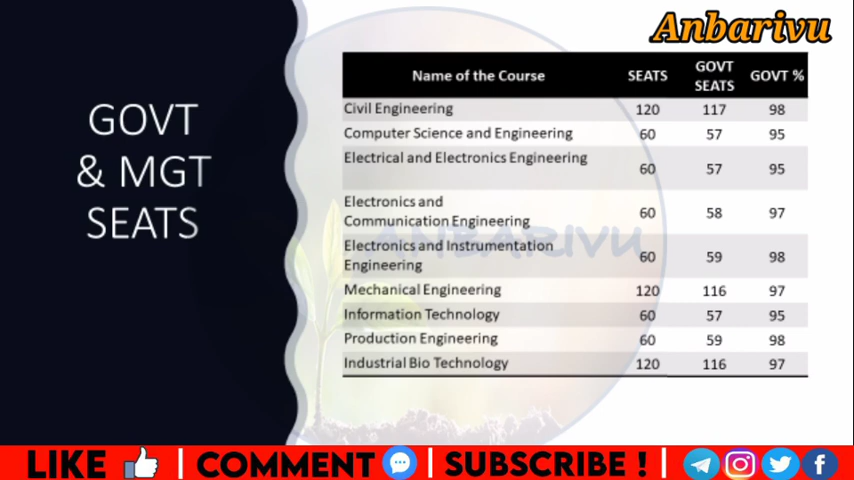 Anbarivu
GOVT
& MGT
SEATS
Name of the Course SEATS GOVT SEATS GOVT %
Civil Engineering 120 117 98
Computer Science and Engineering 60 57 95
Electrical and Electronics Engineering 60 57 95
Electronics and
Communication Engineering 60 58 97
Electronics and Instrumentation
Engineering 60 59 98
Mechanical Engineering 120 116 97
Information Technology 60 57 95
Production Engineering 60 59 98
Industrial Bio Technology 120 116 97
ANBARIVU
LIKE | COMMENT | SUBSCRIBE ! |